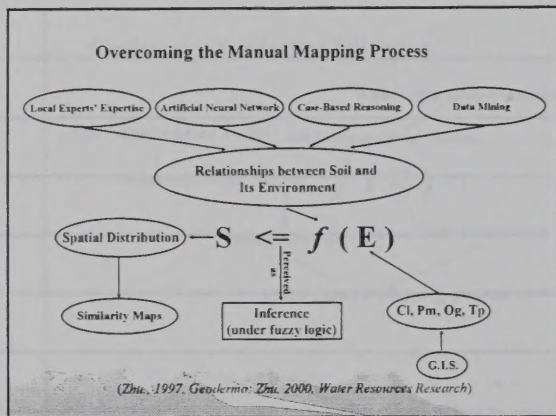 Overcoming the Manual Mapping Process
Local Experts' Expertise
Artificial Neural Network
Case-Based Reasoning
Data Mining
Relationships between Soil and
Its Environment
Spatial Distribution
S <= f ( E )
Perceived
as
Similarity Maps
Inference
(under fuzzy logic)
Cl, Pm, Og, Tp
G.I.S.
(Zhu, 1997, Geoderma; Zhu, 2000, Water Resources Research)